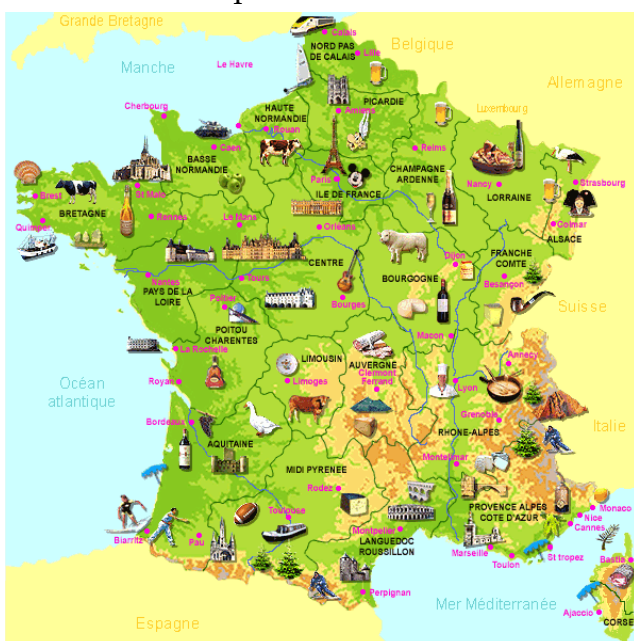 Grande Bretagne
Calais
NORD PAS
DE CALAIS
Lille
Belgique
Manche
Le Havre
Allemagne
Cherbourg
HAUTE
NORMANDIE
PICARDIE
Amiens
Luxembourg
Rouan
Caen
Reims
BASSE
NORMANDIE
Paris
ILE DE FRANCE
CHAMPAGNE
ARDENNE
Nancy
LORRAINE
Strasbourg
Brest
St Malo
BRETAGNE
Rennes
Le Mans
Quimper
Orléans
Colmar
ALSACE
Dijon
FRANCHE
COMTE
CENTRE
BOURGOGNE
Besançon
Nantes
Tours
PAYS DE LA
LOIRE
Poitier
Bourges
Suisse
POITOU
CHARENTES
Macon
La Rochelle
LIMOUSIN
AUVERGNE
Annecy
Océan
atlantique
Royan
Limoges
Clermont
Ferrand
Lyon
Bordeaux
Grenoble
Italie
RHONE-ALPES
AQUITAINE
MIDI PYRENEE
Montelimar
Rodez
PROVENCE ALPES
COTE D'AZUR
Monaco
Nice
Cannes
Toulouse
Montpelier
LANGUEDOC
ROUSSILLON
Biarritz
Pau
Marseille
Toulon
St tropez
Bastia
Perpignan
Mer Méditerranée
Ajaccio
CORSE
Espagne